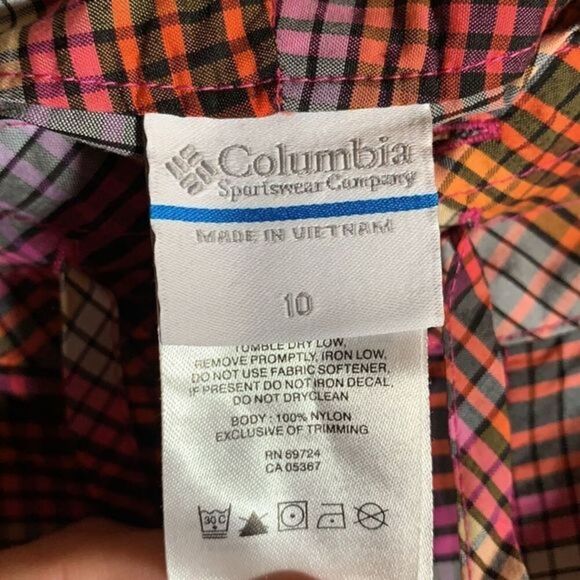 Columbia
Sportswear Company
MADE IN VIETNAM
10
TUMBLE DRY LOW,
REMOVE PROMPTLY, IRON LOW,
DO NOT USE FABRIC SOFTENER,
IF PRESENT DO NOT IRON DECAL,
DO NOT DRYCLEAN
BODY : 100% NYLON
EXCLUSIVE OF TRIMMING
RN 69724
CA 05367
30 C